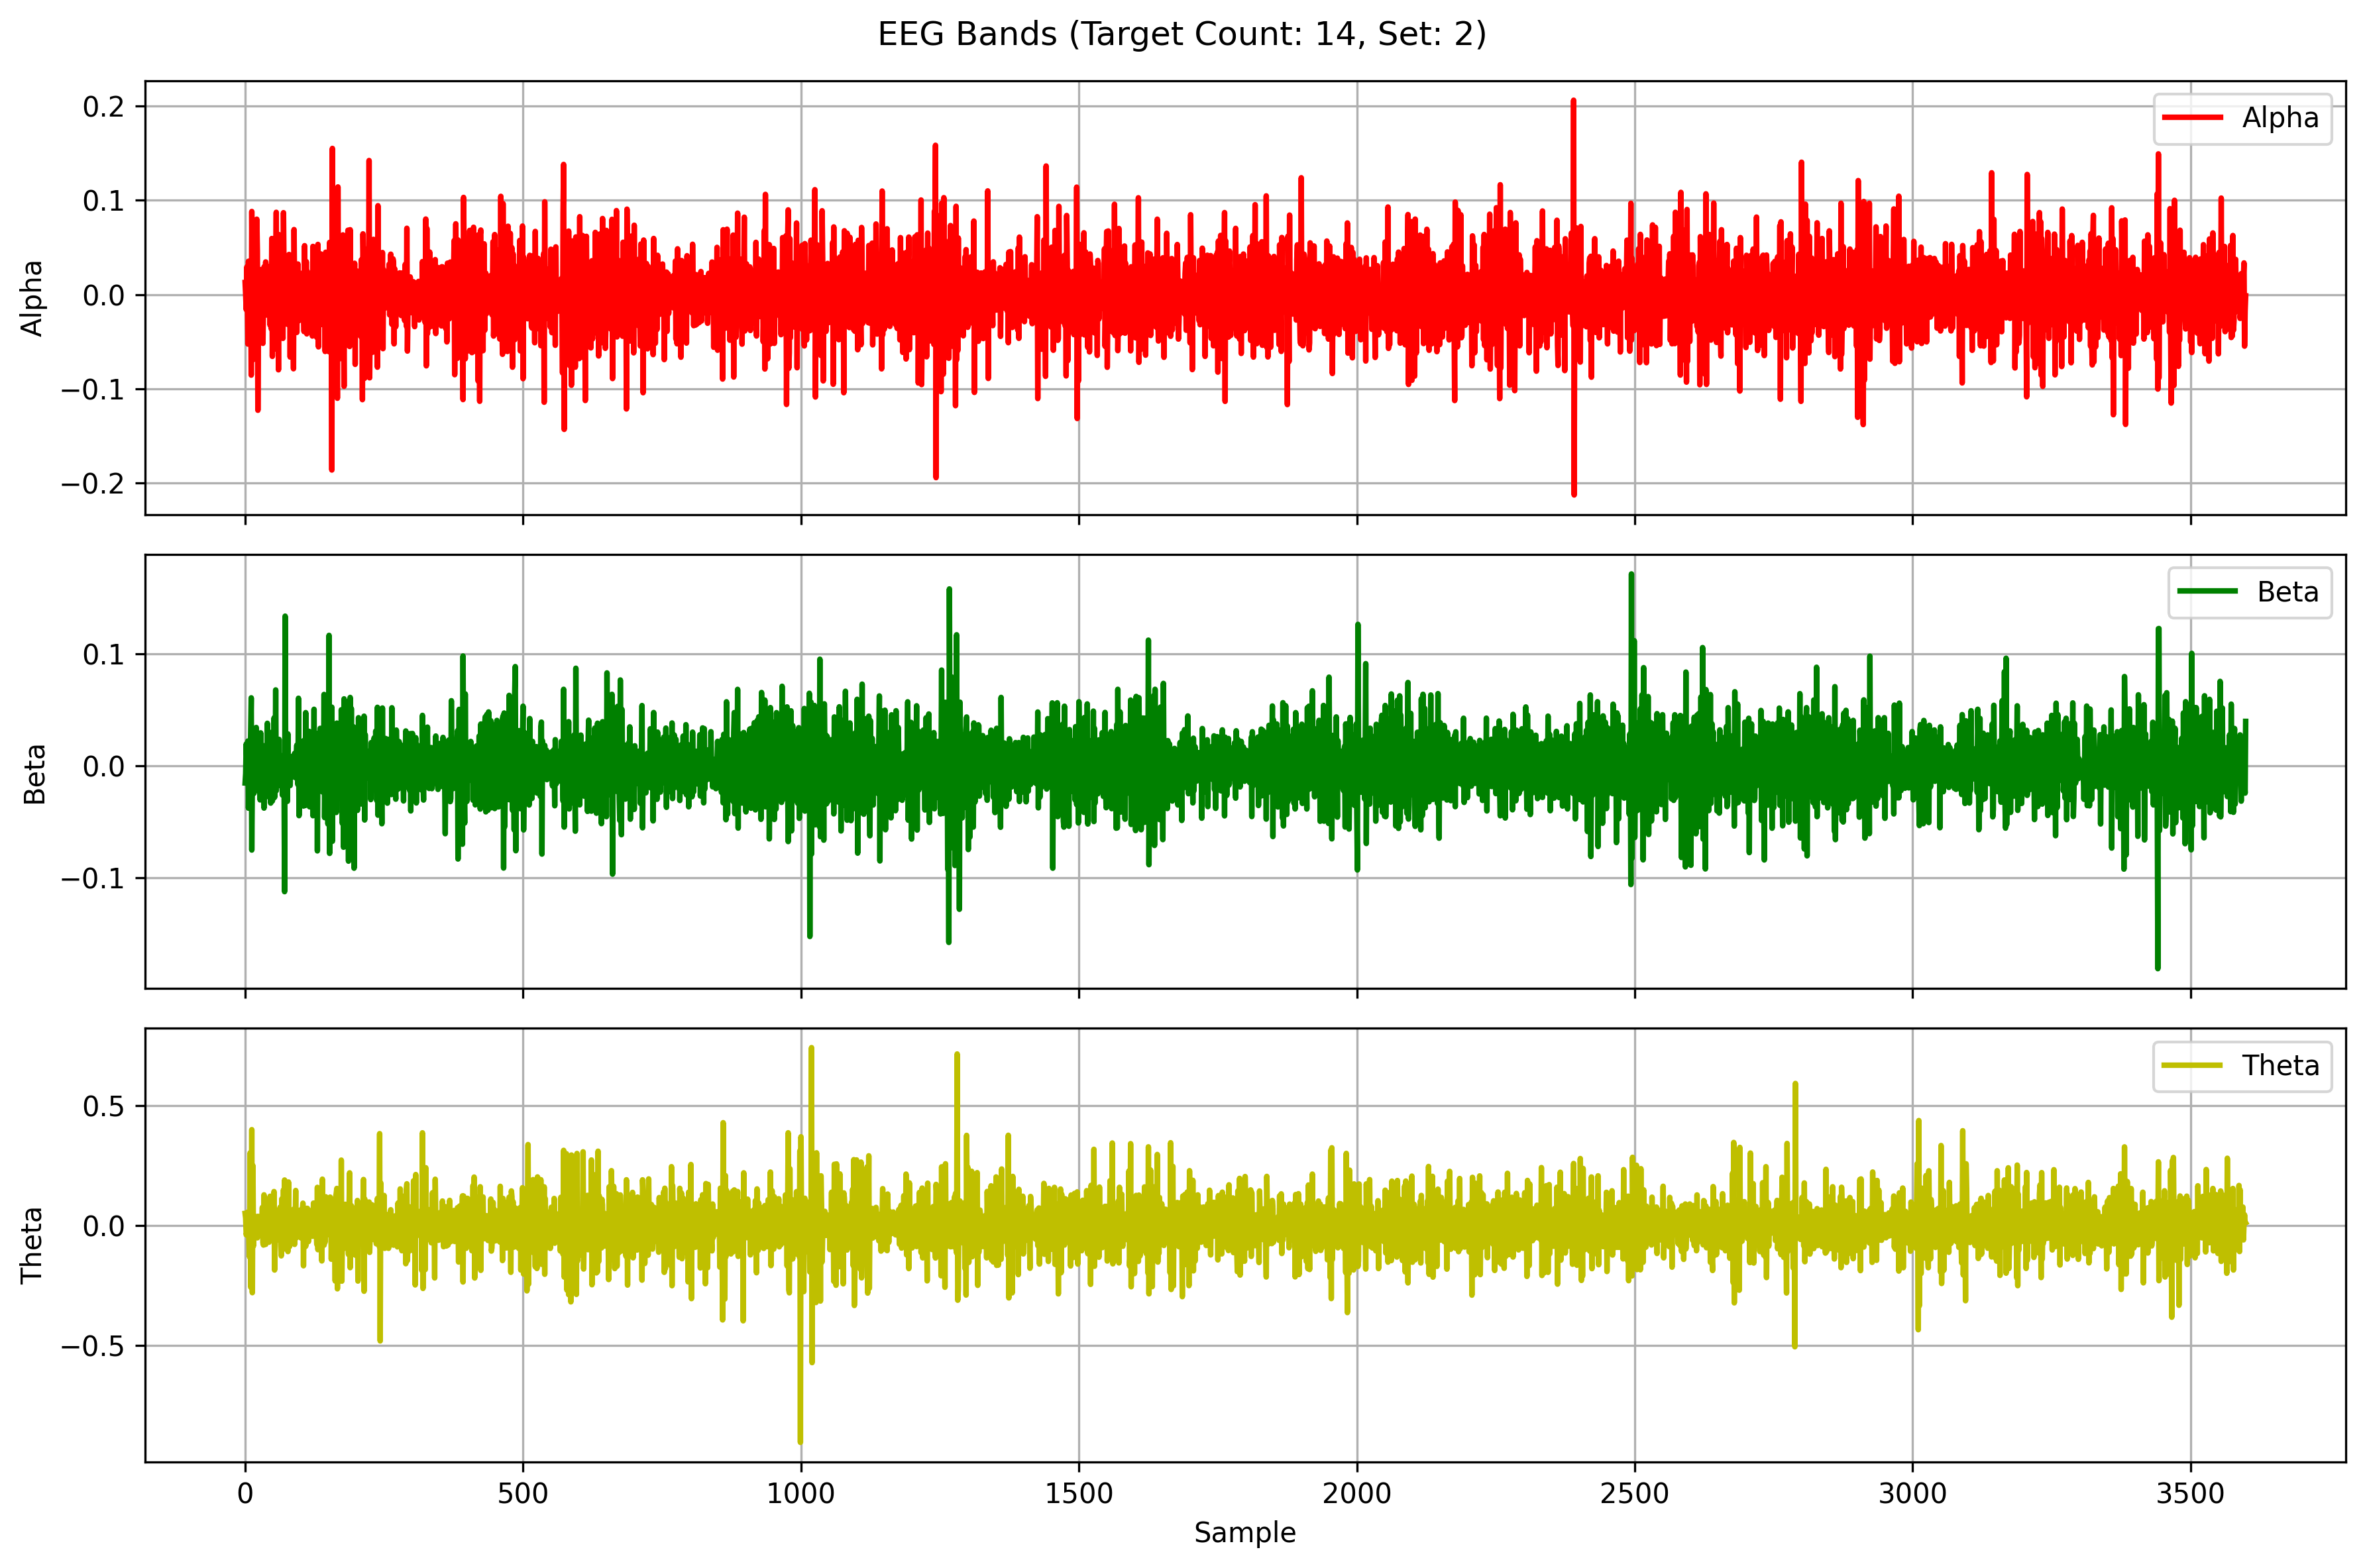 EEG Bands (Target Count: 14, Set: 2)
0.2
0.1
0.0
−0.1
−0.2
Alpha
Alpha
0.1
0.0
−0.1
Beta
Beta
0.5
0.0
−0.5
Theta
Theta
0 500 1000 1500 2000 2500 3000 3500
Sample